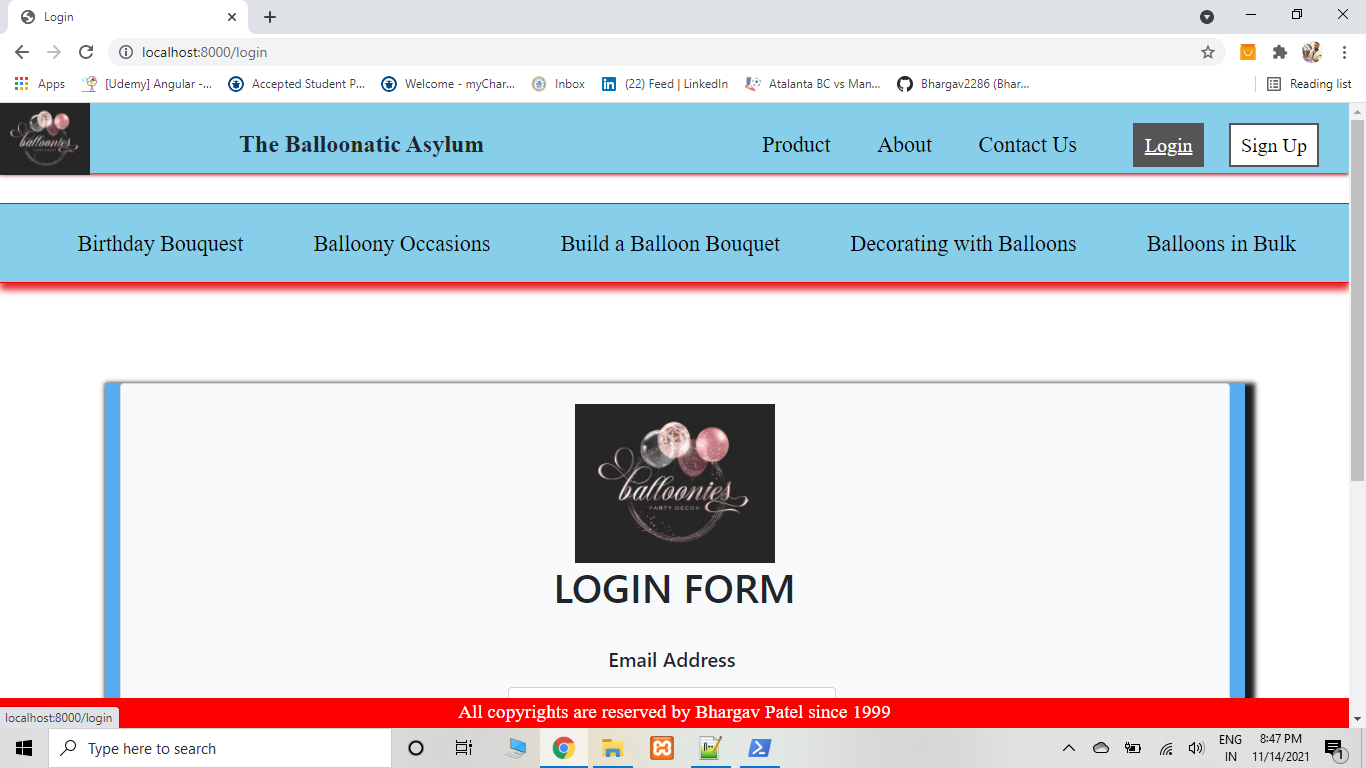 Login
localhost:8000/login
Apps [Udemy] Angular -... Accepted Student P... Welcome - myChar... Inbox (22) Feed | LinkedIn Atalanta BC vs Man... Bhargav2286 (Bhar... Reading list
balloonies
The Balloonatic Asylum Product About Contact Us Login Sign Up
Birthday Bouquest Balloony Occasions Build a Balloon Bouquet Decorating with Balloons Balloons in Bulk
balloonies
PARTY DECOR
LOGIN FORM
Email Address
All copyrights are reserved by Bhargav Patel since 1999
localhost:8000/login
Type here to search
ENG
IN
8:47 PM
11/14/2021
1